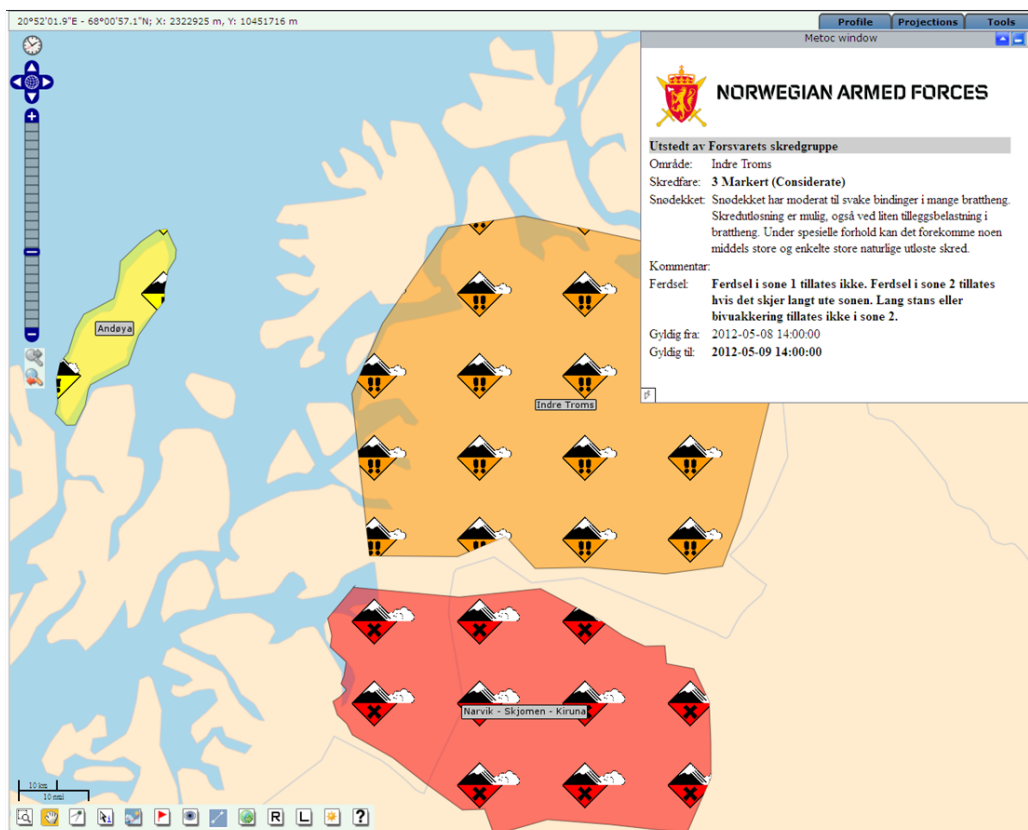 20°52'01.9"E - 68°00'57.1"N; X: 2322925 m, Y: 10451716 m
Profile
Projections
Tools
Metoc window
NORWEGIAN ARMED FORCES
Utstedt av Forsvarets skredgruppe
Område: Indre Troms
Skredfare: 3 Markert (Considerate)
Snødekket: Snødekket har moderat til svake bindinger i mange brattheng.
Skredutløsning er mulig, også ved liten tilleggsbelastning i
brattheng. Under spesielle forhold kan det forekomme noen
middels store og enkelte store naturlige utløste skred.
Kommentar:
Ferdsel: Ferdsel i sone 1 tillates ikke. Ferdsel i sone 2 tillates
hvis det skjer langt ute sonen. Lang stans eller
bivuakkering tillates ikke i sone 2.
Gyldig fra: 2012-05-08 14:00:00
Gyldig til: 2012-05-09 14:00:00
Andøya
Indre Troms
Narvik - Skjomen - Kiruna
10 km
10 nmi
R
L
?